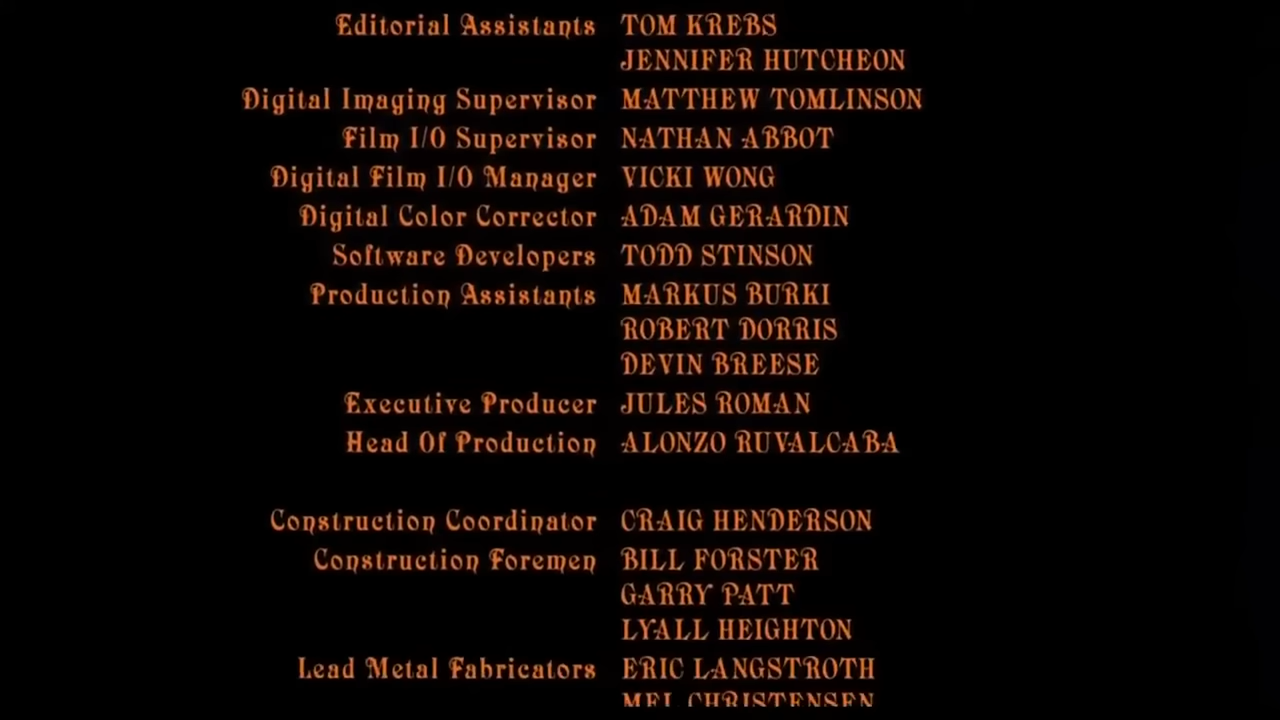 Editorial Assistants TOM KREBS
JENNIFER HUTCHEON
Digital Imaging Supervisor MATTHEW TOMLINSON
Film I/O Supervisor NATHAN ABBOT
Digital Film I/O Manager VICKI WONG
Digital Color Corrector ADAM GERARDIN
Software Developers TODD STINSON
Production Assistants MARKUS BURKI
ROBERT DORRIS
DEVIN BREESE
Executive Producer JULES ROMAN
Head Of Production ALONZO RUVALCABA
Construction Coordinator CRAIG HENDERSON
Construction Foremen BILL FORSTER
GARRY PATT
LYALL HEIGHTON
Lead Metal Fabricators ERIC LANGSTROTH
MEL CHRISTENSEN